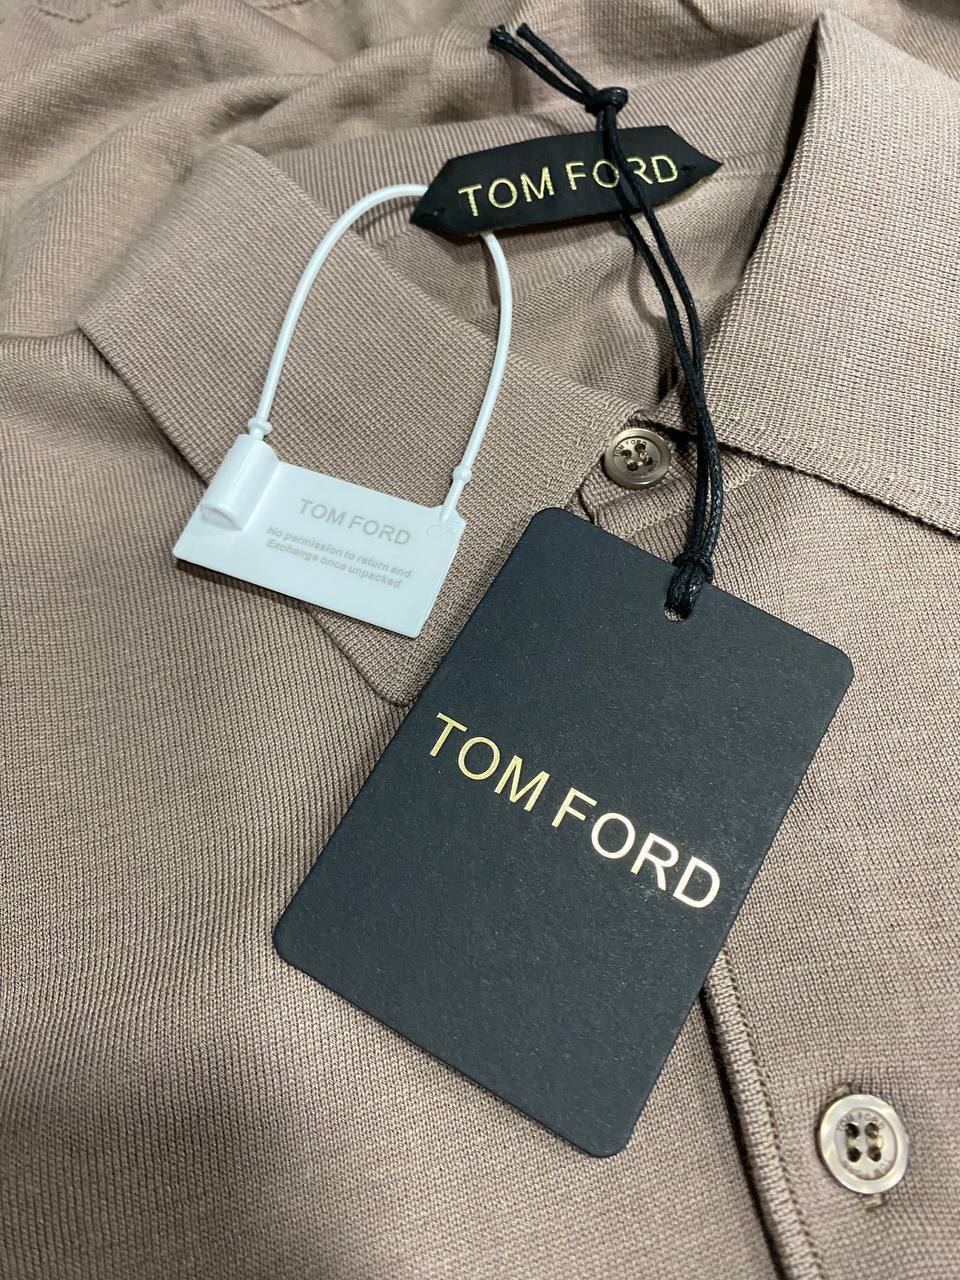 TOM FORD
TOM FORD
No permission to return and
Exchange once unpacked
TOM FORD